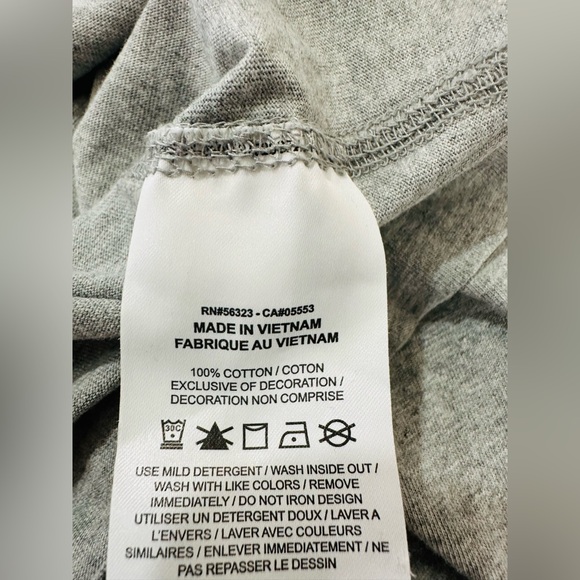 RN#56323 - CA#05553
MADE IN VIETNAM
FABRIQUE AU VIETNAM
100% COTTON / COTON
EXCLUSIVE OF DECORATION /
DECORATION NON COMPRISE
30C
USE MILD DETERGENT / WASH INSIDE OUT /
WASH WITH LIKE COLORS / REMOVE
IMMEDIATELY / DO NOT IRON DESIGN
UTILISER UN DETERGENT DOUX / LAVER A
L'ENVERS / LAVER AVEC COULEURS
SIMILAIRES / ENLEVER IMMEDIATEMENT / NE
PAS REPASSER LE DESSIN